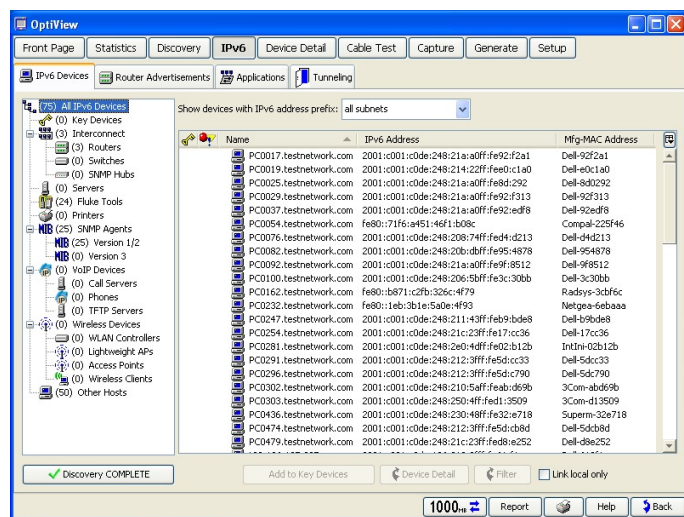 OptiView
Front Page Statistics Discovery IPv6 Device Detail Cable Test Capture Generate Setup
IPv6 Devices Router Advertisements Applications Tunneling
(75) All IPv6 Devices
(0) Key Devices
(3) Interconnect
(3) Routers
(0) Switches
(0) SNMP Hubs
(0) Servers
(24) Fluke Tools
(0) Printers
MIB (25) SNMP Agents
MIB (25) Version 1/2
MIB (0) Version 3
(0) VoIP Devices
(0) Call Servers
(0) Phones
(0) TFTP Servers
(0) Wireless Devices
(0) WLAN Controllers
(0) Lightweight APs
(0) Access Points
(0) Wireless Clients
(50) Other Hosts
Show devices with IPv6 address prefix: all subnets
Name IPv6 Address Mfg-MAC Address
PC0017.testnetwork.com 2001:c001:c0de:248:21a:a0ff:fe92:f2a1 Dell-92f2a1
PC0019.testnetwork.com 2001:c001:c0de:248:214:22ff:fee0:c1a0 Dell-e0c1a0
PC0025.testnetwork.com 2001:c001:c0de:248:21a:a0ff:fe8d:292 Dell-8d0292
PC0029.testnetwork.com 2001:c001:c0de:248:21a:a0ff:fe92:f313 Dell-92f313
PC0037.testnetwork.com 2001:c001:c0de:248:21a:a0ff:fe92:edf8 Dell-92edf8
PC0054.testnetwork.com fe80::71f6:a451:46f1:b08c Compal-225f46
PC0076.testnetwork.com 2001:c001:c0de:248:208:74ff:fed4:d213 Dell-d4d213
PC0082.testnetwork.com 2001:c001:c0de:248:20b:dbff:fe95:4878 Dell-954878
PC0092.testnetwork.com 2001:c001:c0de:248:21a:a0ff:fe9f:8512 Dell-9f8512
PC0100.testnetwork.com 2001:c001:c0de:248:206:5bff:fe3c:30bb Dell-3c30bb
PC0162.testnetwork.com fe80::b871:c2fb:326c:4f79 Radsys-3cbf6c
PC0232.testnetwork.com fe80::1eb:3b1e:5a0e:4f93 Netgea-6ebaaa
PC0247.testnetwork.com 2001:c001:c0de:248:211:43ff:feb9:bde8 Dell-b9bde8
PC0254.testnetwork.com 2001:c001:c0de:248:21c:23ff:fe17:cc36 Dell-17cc36
PC0281.testnetwork.com 2001:c001:c0de:248:2e0:4dff:fe02:b12b IntIni-02b12b
PC0291.testnetwork.com 2001:c001:c0de:248:212:3fff:fe5d:cc33 Dell-5dcc33
PC0296.testnetwork.com 2001:c001:c0de:248:212:3fff:fe5d:c790 Dell-5dc790
PC0302.testnetwork.com 2001:c001:c0de:248:210:5aff:feab:d69b 3Com-abd69b
PC0303.testnetwork.com 2001:c001:c0de:248:250:4ff:fed1:3509 3Com-d13509
PC0436.testnetwork.com 2001:c001:c0de:248:230:48ff:fe32:e718 Superm-32e718
PC0474.testnetwork.com 2001:c001:c0de:248:212:3fff:fe5d:cb8d Dell-5dcb8d
PC0479.testnetwork.com 2001:c001:c0de:248:21c:23ff:fed8:e252 Dell-d8e252
Discovery COMPLETE Add to Key Devices Device Detail Filter Link local only
1000 MB Report Help Back